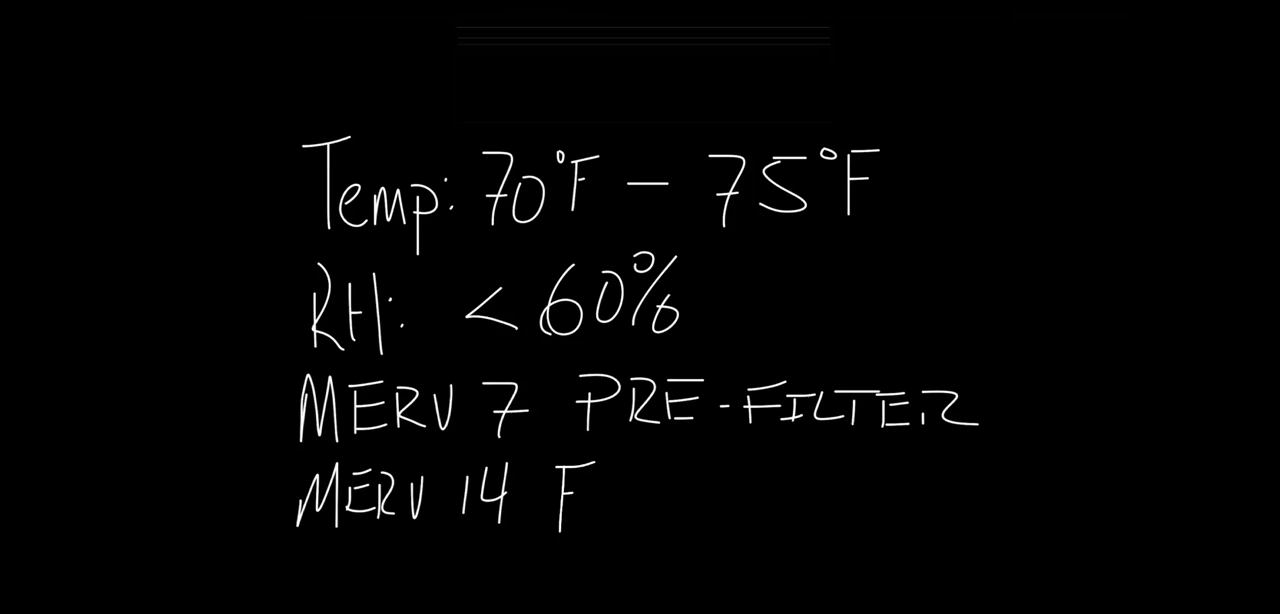 Temp: 70°F - 75°F
RH: < 60%
MERV 7 PRE-FILTER
MERV 14 F